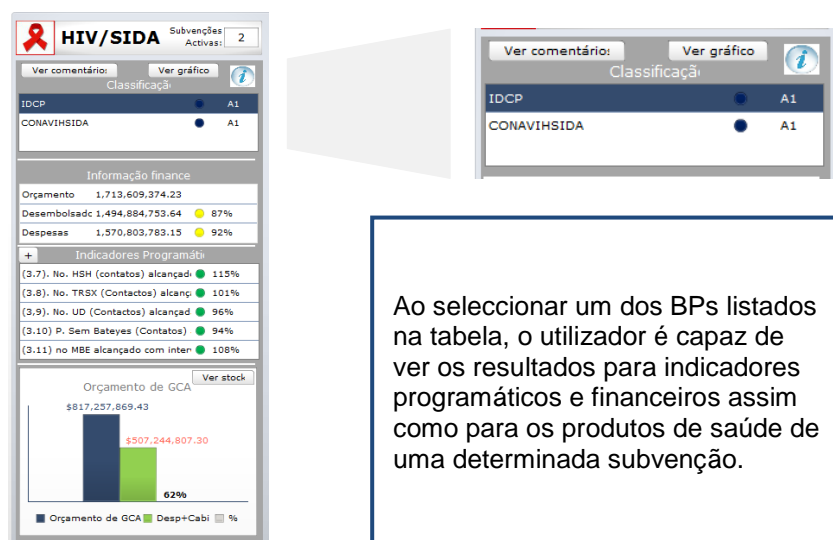 HIV/SIDA
Subvenções
Activas: 2
Ver comentário:
Ver gráfico
Classificaçã
IDCP A1
CONAVIHSIDA A1
Informação finance
Orçamento 1,713,609,374.23
Desembolsadc 1,494,884,753.64 87%
Despesas 1,570,803,783.15 92%
+ Indicadores Programáti
(3.7). No. HSH (contatos) alcançad 115%
(3.8). No. TRSX (Contactos) alcanç 101%
(3,9). No. UD (Contactos) alcançad 96%
(3.10) P. Sem Bateyes (Contatos) 94%
(3.11) no MBE alcançado com inter 108%
Ver stock
Orçamento de GCA
$817,257,869.43
$507,244,807.30
62%
Orçamento de GCA Desp+Cabi %
Ver comentário:
Ver gráfico
Classificaçã
IDCP A1
CONAVIHSIDA A1
Ao seleccionar um dos BPs listados
na tabela, o utilizador é capaz de
ver os resultados para indicadores
programáticos e financeiros assim
como para os produtos de saúde de
uma determinada subvenção.